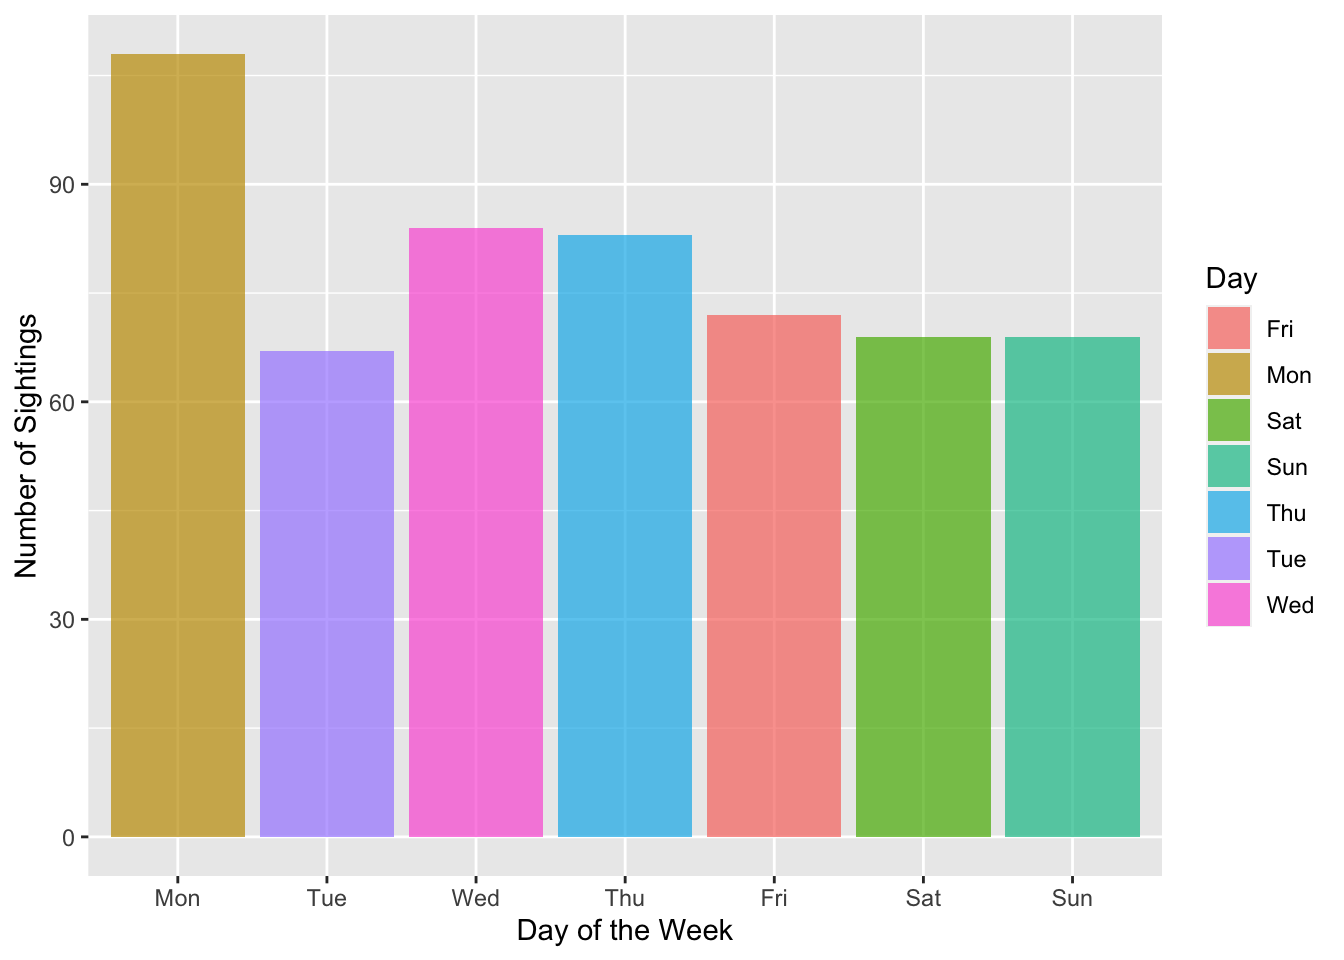 Number of Sightings
90
60
30
0
Mon Tue Wed Thu Fri Sat Sun
Day of the Week
Day
Fri
Mon
Sat
Sun
Thu
Tue
Wed